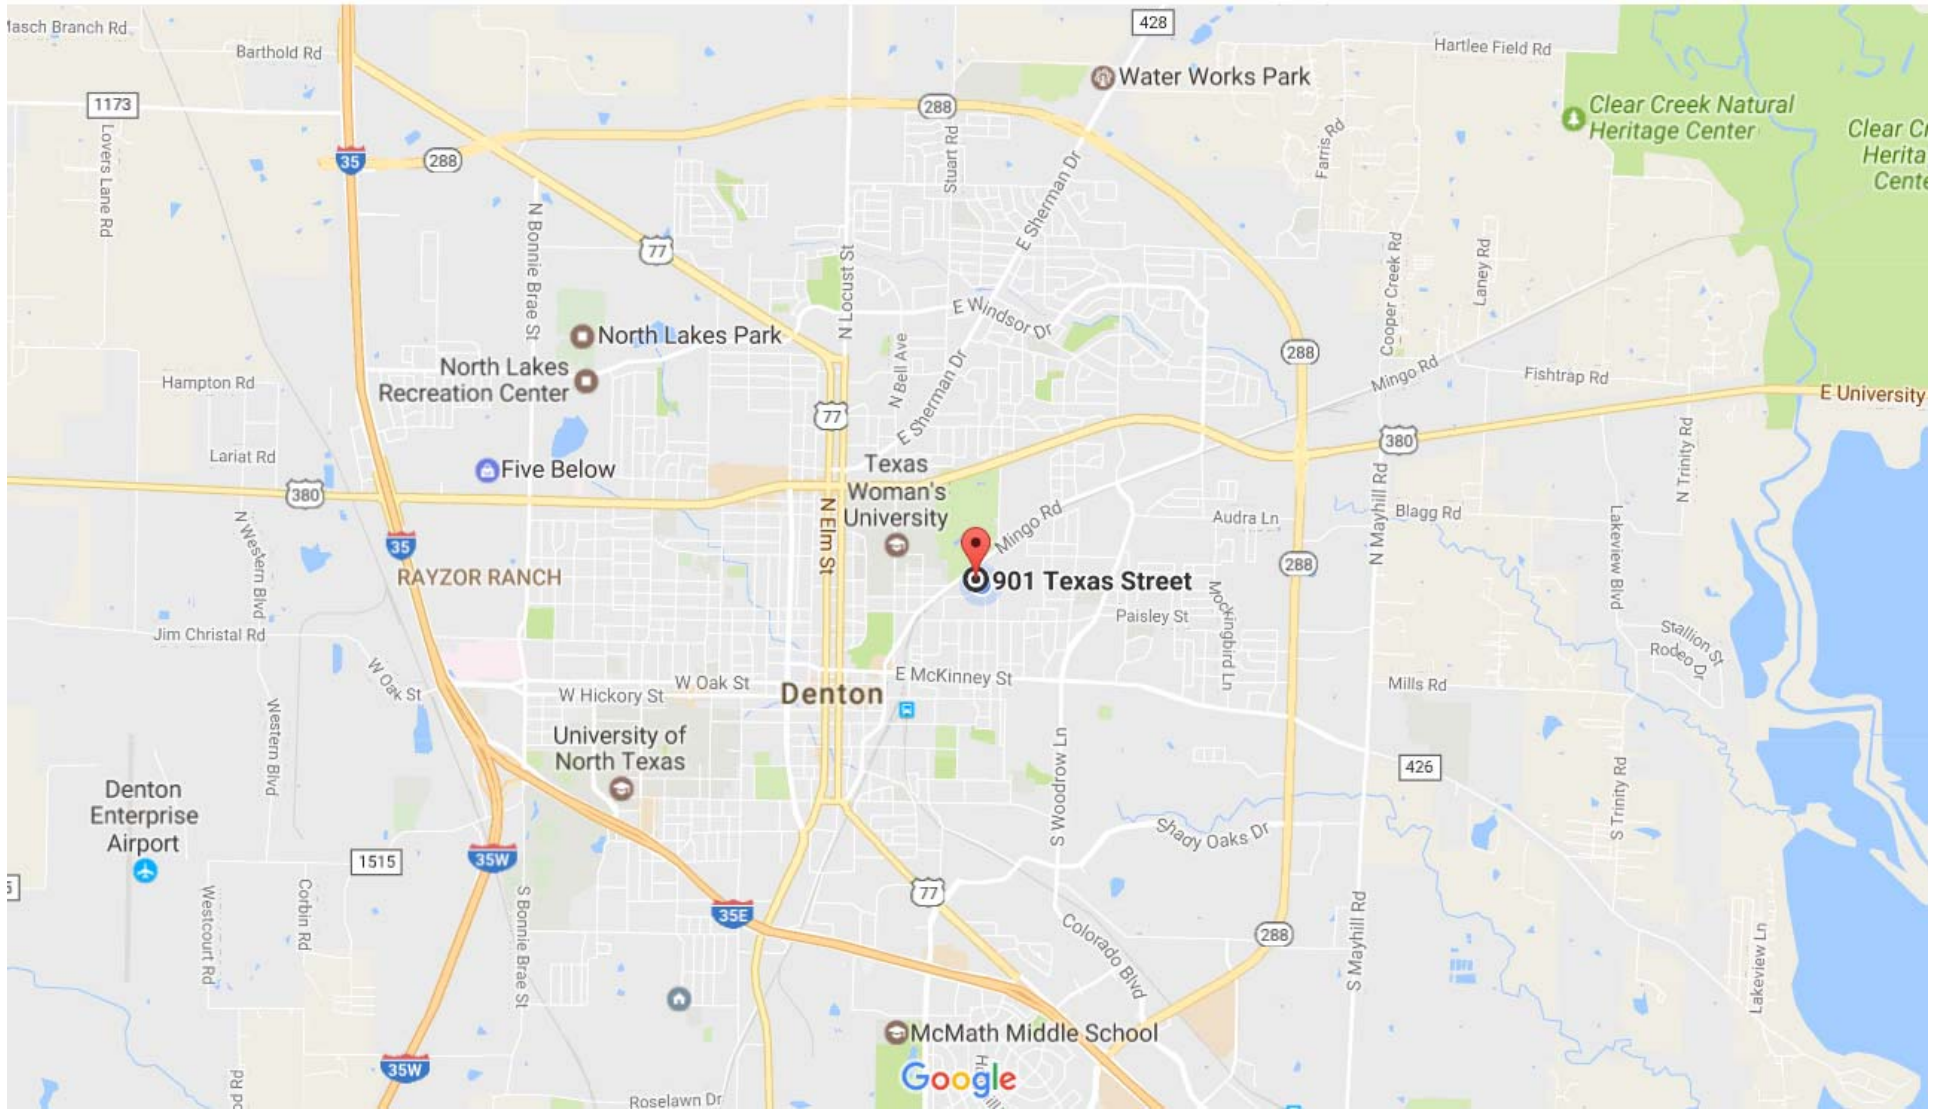 Masch Branch Rd
428
Barthold Rd
Hartlee Field Rd
Water Works Park
1173
288
Clear Creek Natural
Heritage Center
Lovers Lane Rd
Stuart Rd
Farris Rd
Clear Cr
Herita
Cente
35
288
E Sherman Dr
N Bonnie Brae St
77
N Locust St
Cooper Creek Rd
Laney Rd
E Windsor Dr
North Lakes Park
N Bell Ave
288
North Lakes
Recreation Center
Hampton Rd
E Sherman Dr
Mingo Rd
Fishtrap Rd
E University
77
380
N Trinity Rd
Lariat Rd
Five Below
Texas
Woman's
University
380
N Elm St
N Mayhill Rd
N Western Blvd
Mingo Rd
Audra Ln
Blagg Rd
Lakeview Blvd
35
RAYZOR RANCH
288
901 Texas Street
Mockingbird Ln
Paisley St
Jim Christal Rd
Stallion St
Rodeo Dr
W Oak St
E McKinney St
W Oak St
W Hickory St
Denton
Mills Rd
Western Blvd
University of
North Texas
S Woodrow Ln
426
S Trinity Rd
Denton
Enterprise
Airport
Shady Oaks Dr
35W
1515
5
77
Westcourt Rd
Corbin Rd
S Bonnie Brae St
35E
Colorado Blvd
288
S Mayhill Rd
Lakeview Ln
McMath Middle School
35W
Google
Roselawn Dr